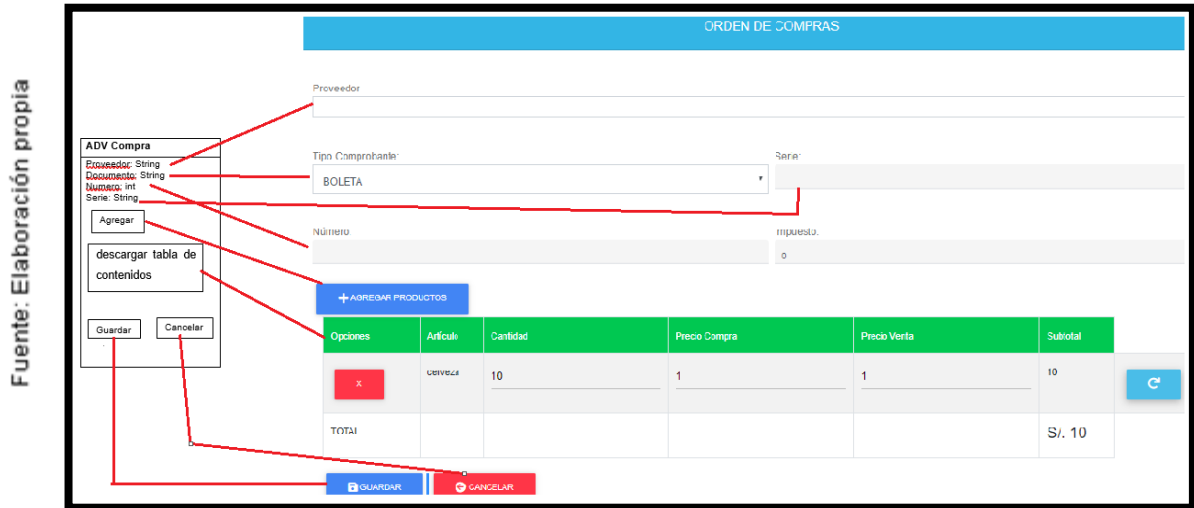 Fuente: Elaboración propia
ADV Compra
Proveedor: String
Documento: String
Numero: int
Serie: String
Agregar
descargar tabla de
contenidos
Guardar
Cancelar
ORDEN DE COMPRAS
Proveedor
Tipo Comprobante:
Serie:
BOLETA
Número
Impuesto:
0
AGREGAR PRODUCTOS
Opciones Artículo Cantidad Precio Compra Precio Venta Subtotal
x cerveza 10 1 1 10
TOTAL S/. 10
GUARDAR
CANCELAR